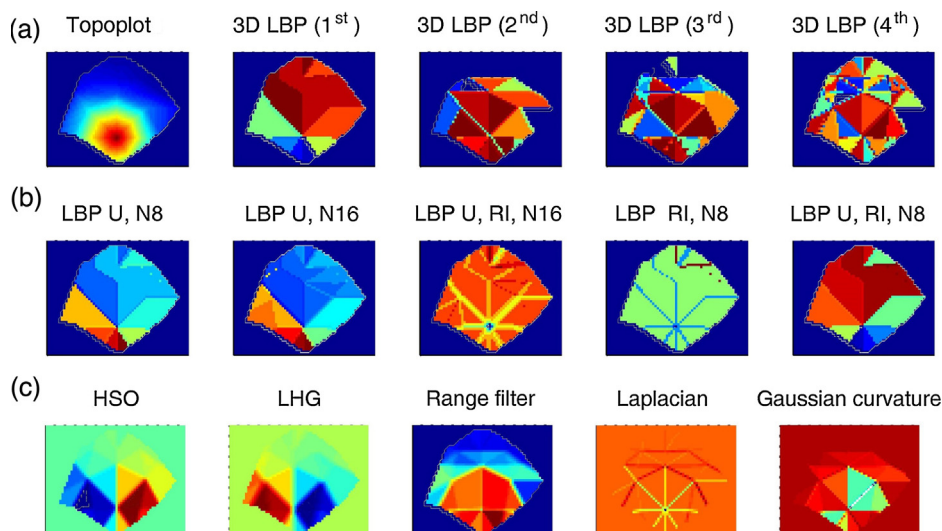 (a) Topoplot 3D LBP (1st) 3D LBP (2nd) 3D LBP (3rd) 3D LBP (4th)
(b)
LBP U, N8 LBP U, N16 LBP U, RI, N16 LBP RI, N8 LBP U, RI, N8
(c)
HSO LHG Range filter Laplacian Gaussian curvature